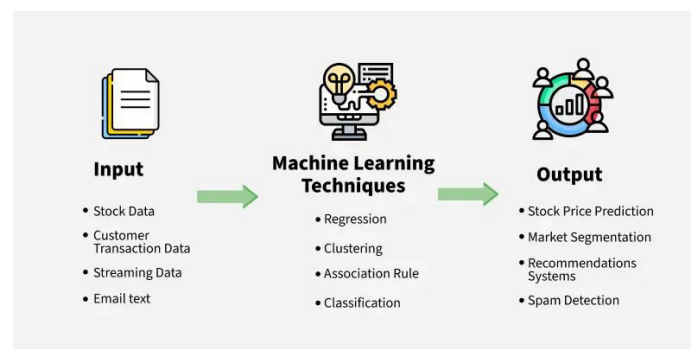 Input
• Stock Data
• Customer
Transaction Data
• Streaming Data
• Email text
Machine Learning
Techniques
• Regression
• Clustering
• Association Rule
• Classification
Output
• Stock Price Prediction
• Market Segmentation
• Recommendations
Systems
• Spam Detection